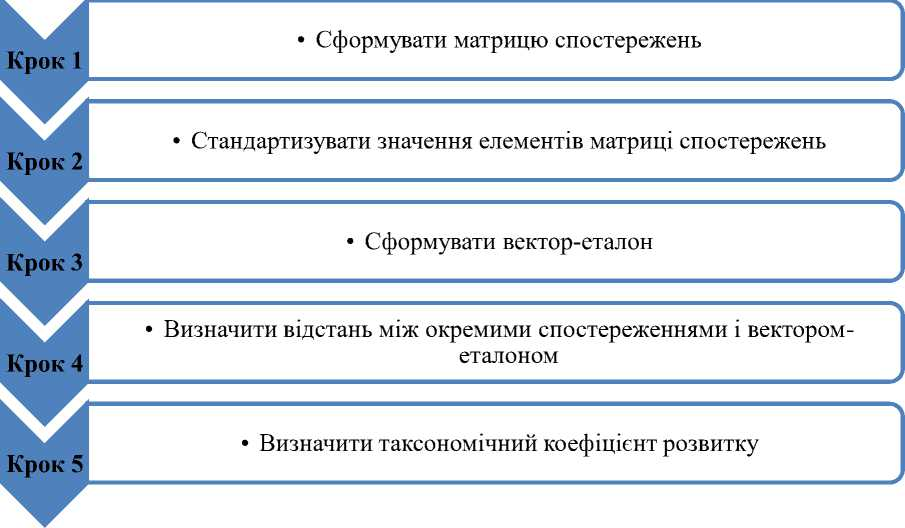 Крок 1
• Сформувати матрицю спостережень
Крок 2
• Стандартизувати значення елементів матриці спостережень
Крок 3
• Сформувати вектор-еталон
Крок 4
• Визначити відстань між окремими спостереженнями і вектором-
еталоном
Крок 5
• Визначити таксономічний коефіцієнт розвитку